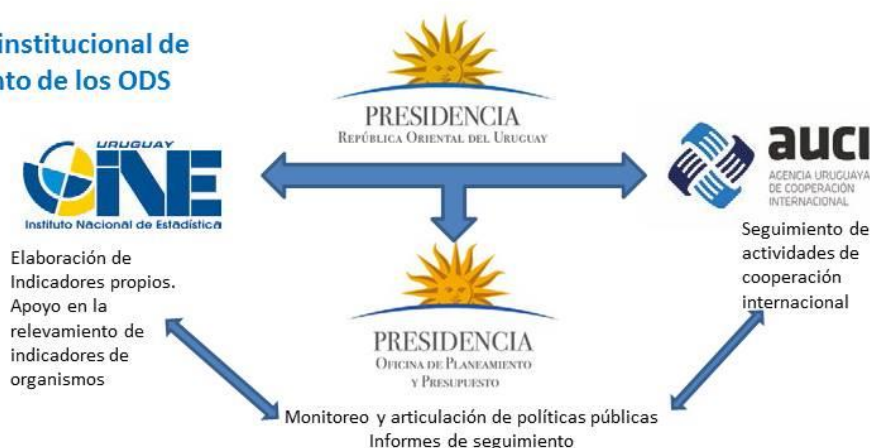 institucional de
nto de los ODS
PRESIDENCIA
REPÚBLICA ORIENTAL DEL URUGUAY
URUGUAY
INE
Instituto Nacional de Estadística
Elaboración de
Indicadores propios.
Apoyo en la
relevamiento de
indicadores de
organismos
auci
AGENCIA URUGUAYA
DE COOPERACIÓN
INTERNACIONAL
Seguimiento de
actividades de
cooperación
internacional
PRESIDENCIA
OFICINA DE PLANEAMIENTO
Y PRESUPUESTO
Monitoreo y articulación de políticas públicas
Informes de seguimiento